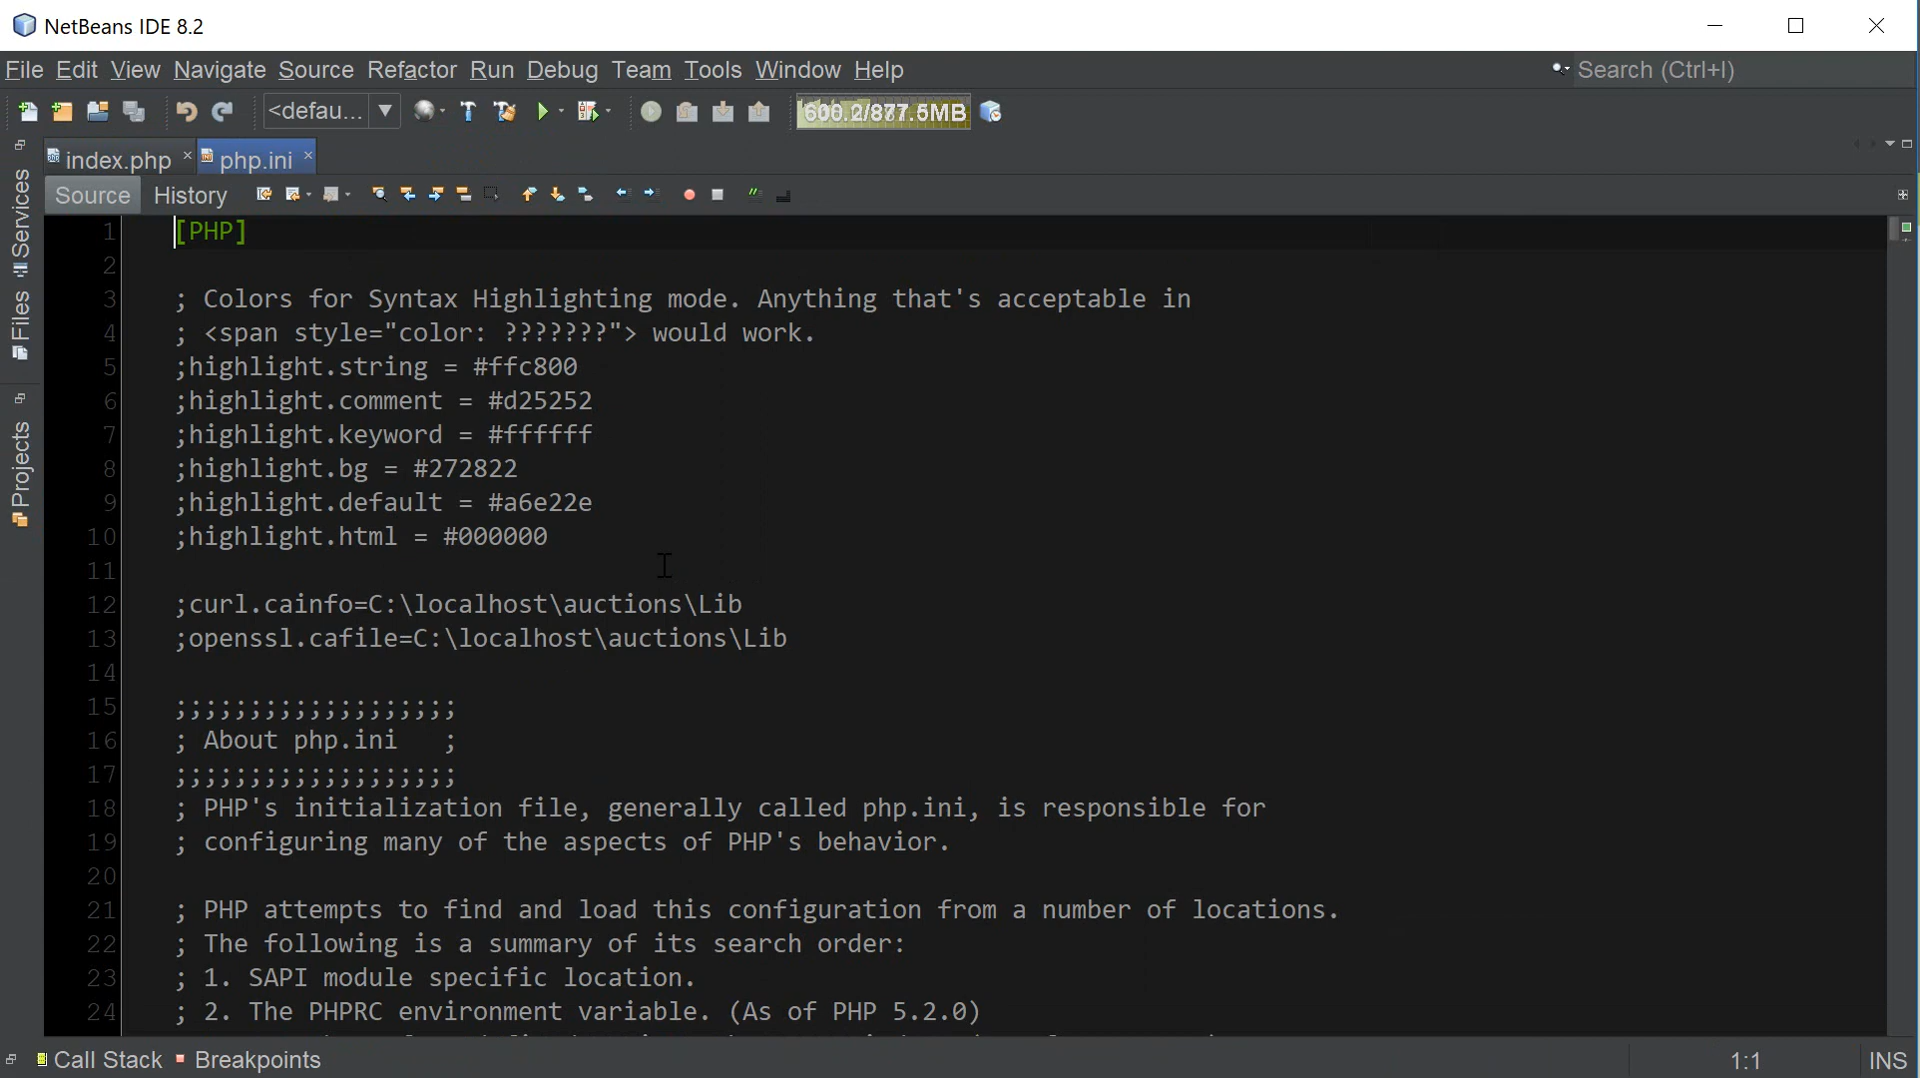 NetBeans IDE 8.2
File Edit View Navigate Source Refactor Run Debug Team Tools Window Help
Search (Ctrl+I)
<defau...
/877.5MB
index.php
php.ini
Source
History
Services
Files
Projects
1 [PHP]
2
3 ; Colors for Syntax Highlighting mode. Anything that's acceptable in
4 ; <span style="color: ???????"> would work.
5 ;highlight.string = #ffc800
6 ;highlight.comment = #d25252
7 ;highlight.keyword = #ffffff
8 ;highlight.bg = #272822
9 ;highlight.default = #a6e22e
10 ;highlight.html = #000000
11
12 ;curl.cainfo=C:\localhost\auctions\Lib
13 ;openssl.cafile=C:\localhost\auctions\Lib
14
15 ;;;;;;;;;;;;;;;;;;;
16 ; About php.ini   ;
17 ;;;;;;;;;;;;;;;;;;;
18 ; PHP's initialization file, generally called php.ini, is responsible for
19 ; configuring many of the aspects of PHP's behavior.
20
21 ; PHP attempts to find and load this configuration from a number of locations.
22 ; The following is a summary of its search order:
23 ; 1. SAPI module specific location.
24 ; 2. The PHPRC environment variable. (As of PHP 5.2.0)
Call Stack
Breakpoints
1:1
INS